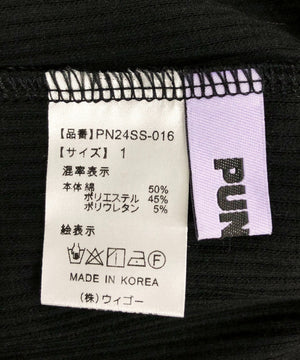 【品番】PN24SS-016
【サイズ】 1
混率表示
本体 綿 50%
ポリエステル 45%
ポリウレタン 5%
絵表示
MADE IN KOREA
(株)ウィゴー
PUN